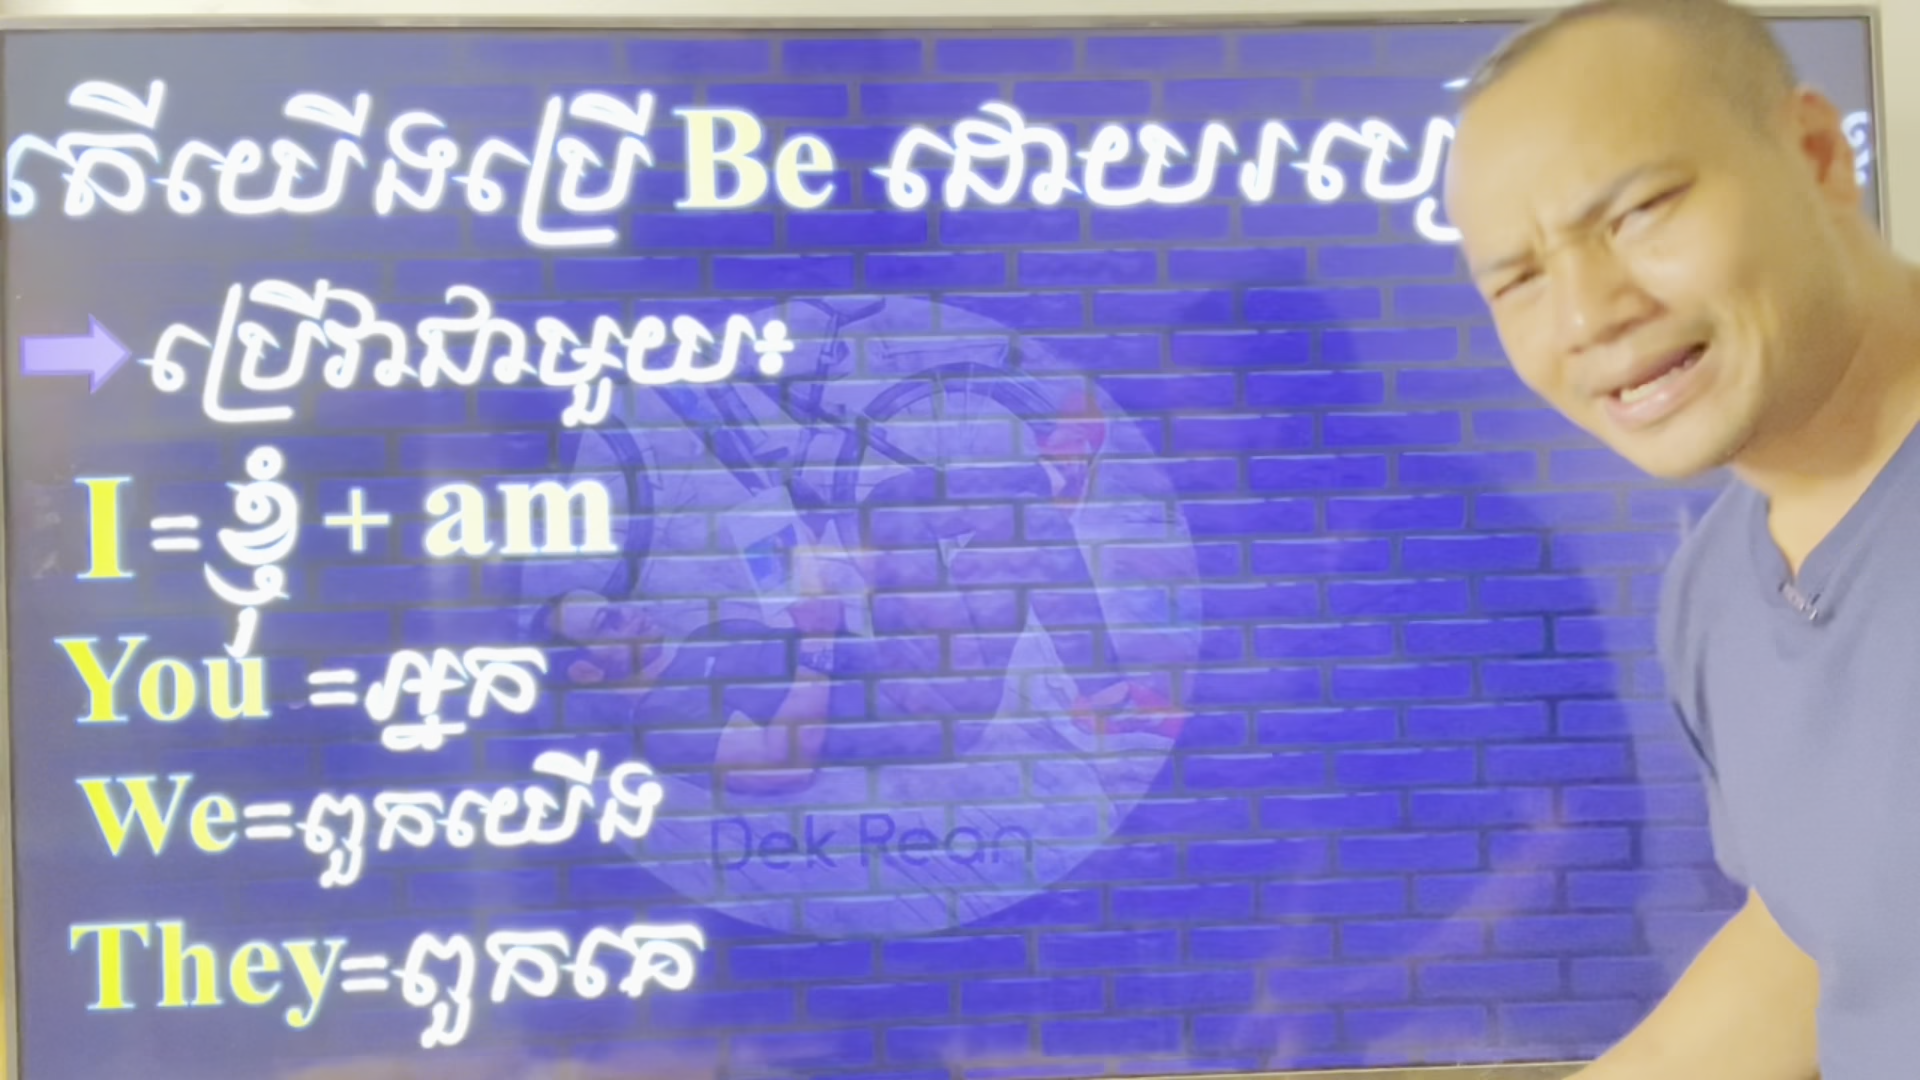 តើយើងប្រើ Be ដោយរបៀ
ប្រើវាជាមួយ៖
I = ខ្ញុំ + am
You = អ្នក
We = ពួកយើង
They = ពួកគេ
Dek Rean